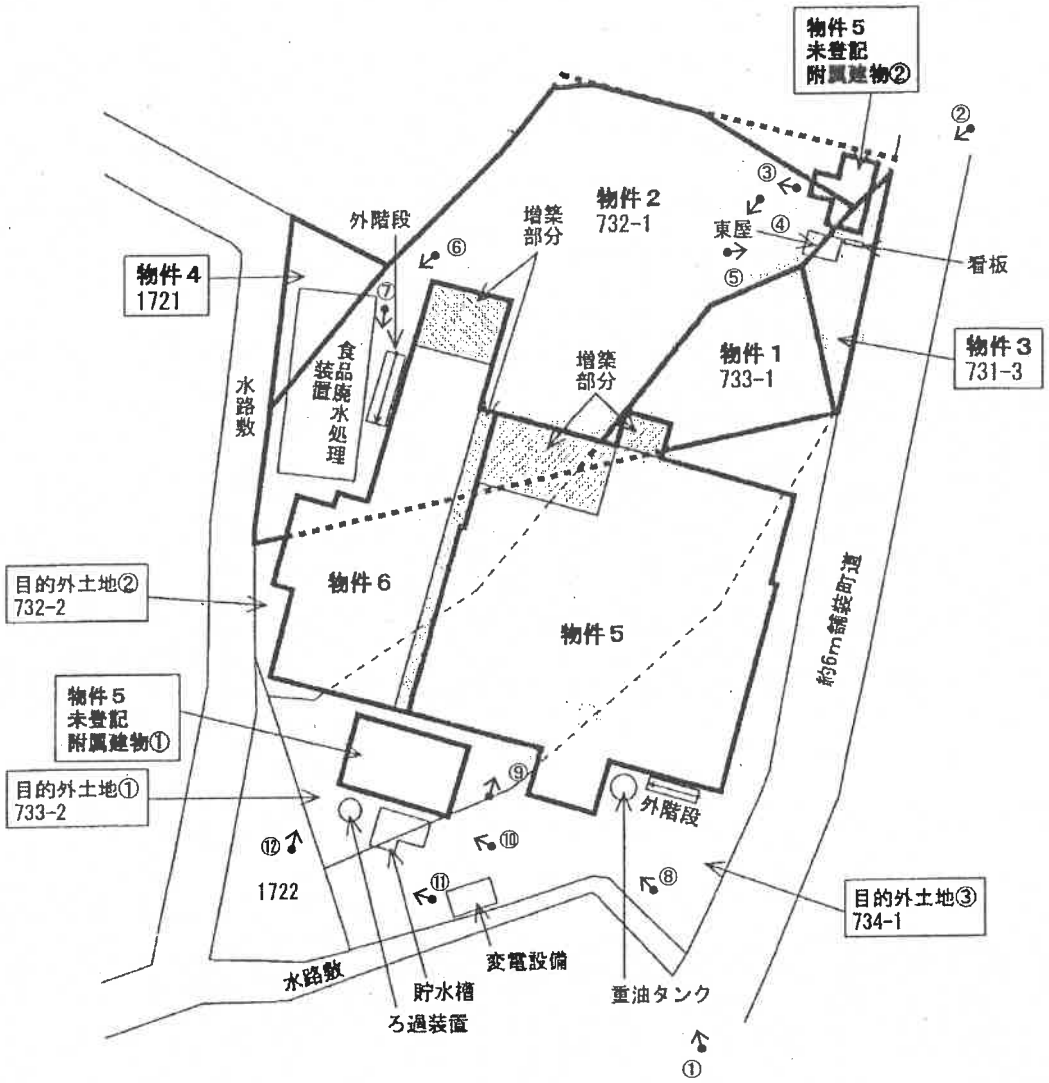 物件5
未登記
附属建物②
②
③
物件2
732-1
外階段
増築
部分
東屋
④
⑥
看板
⑤
物件4
1721
⑦
物件1
733-1
物件3
731-3
食品廃水処理
装置
増築
部分
水路敷
目的外土地②
732-2
物件6
物件5
約6m舗装町道
物件5
未登記
附属建物①
⑨
目的外土地①
733-2
外階段
⑫
⑩
1722
⑪
⑧
目的外土地③
734-1
水路敷
変電設備
貯水槽
ろ過装置
重油タンク
①